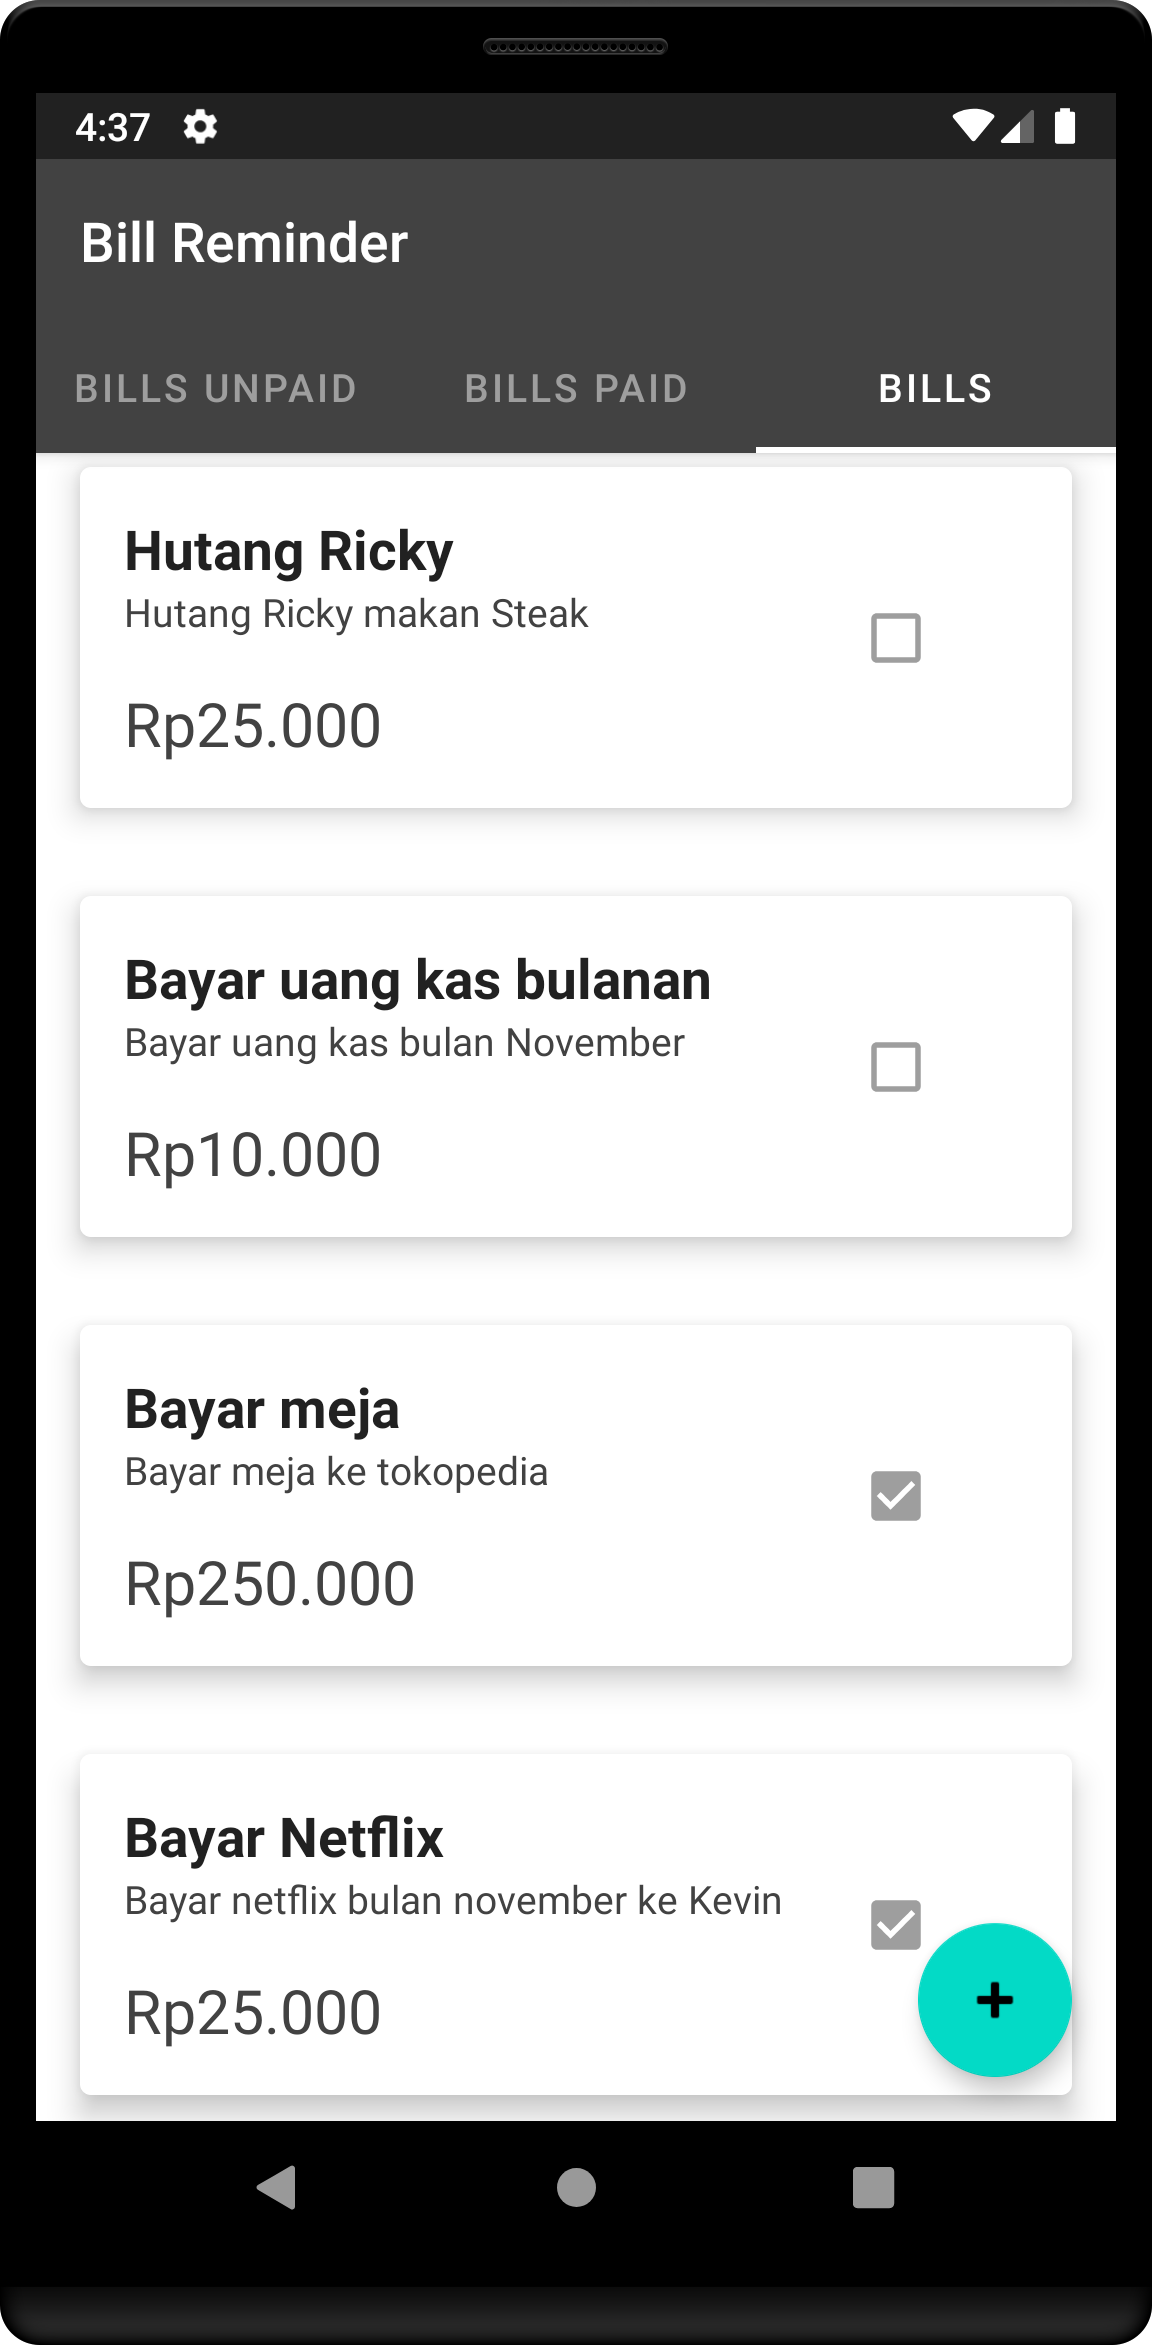 4:37
Bill Reminder
BILLS UNPAID BILLS PAID BILLS
Hutang Ricky
Hutang Ricky makan Steak
Rp25.000
Bayar uang kas bulanan
Bayar uang kas bulan November
Rp10.000
Bayar meja
Bayar meja ke tokopedia
Rp250.000
Bayar Netflix
Bayar netflix bulan november ke Kevin
Rp25.000